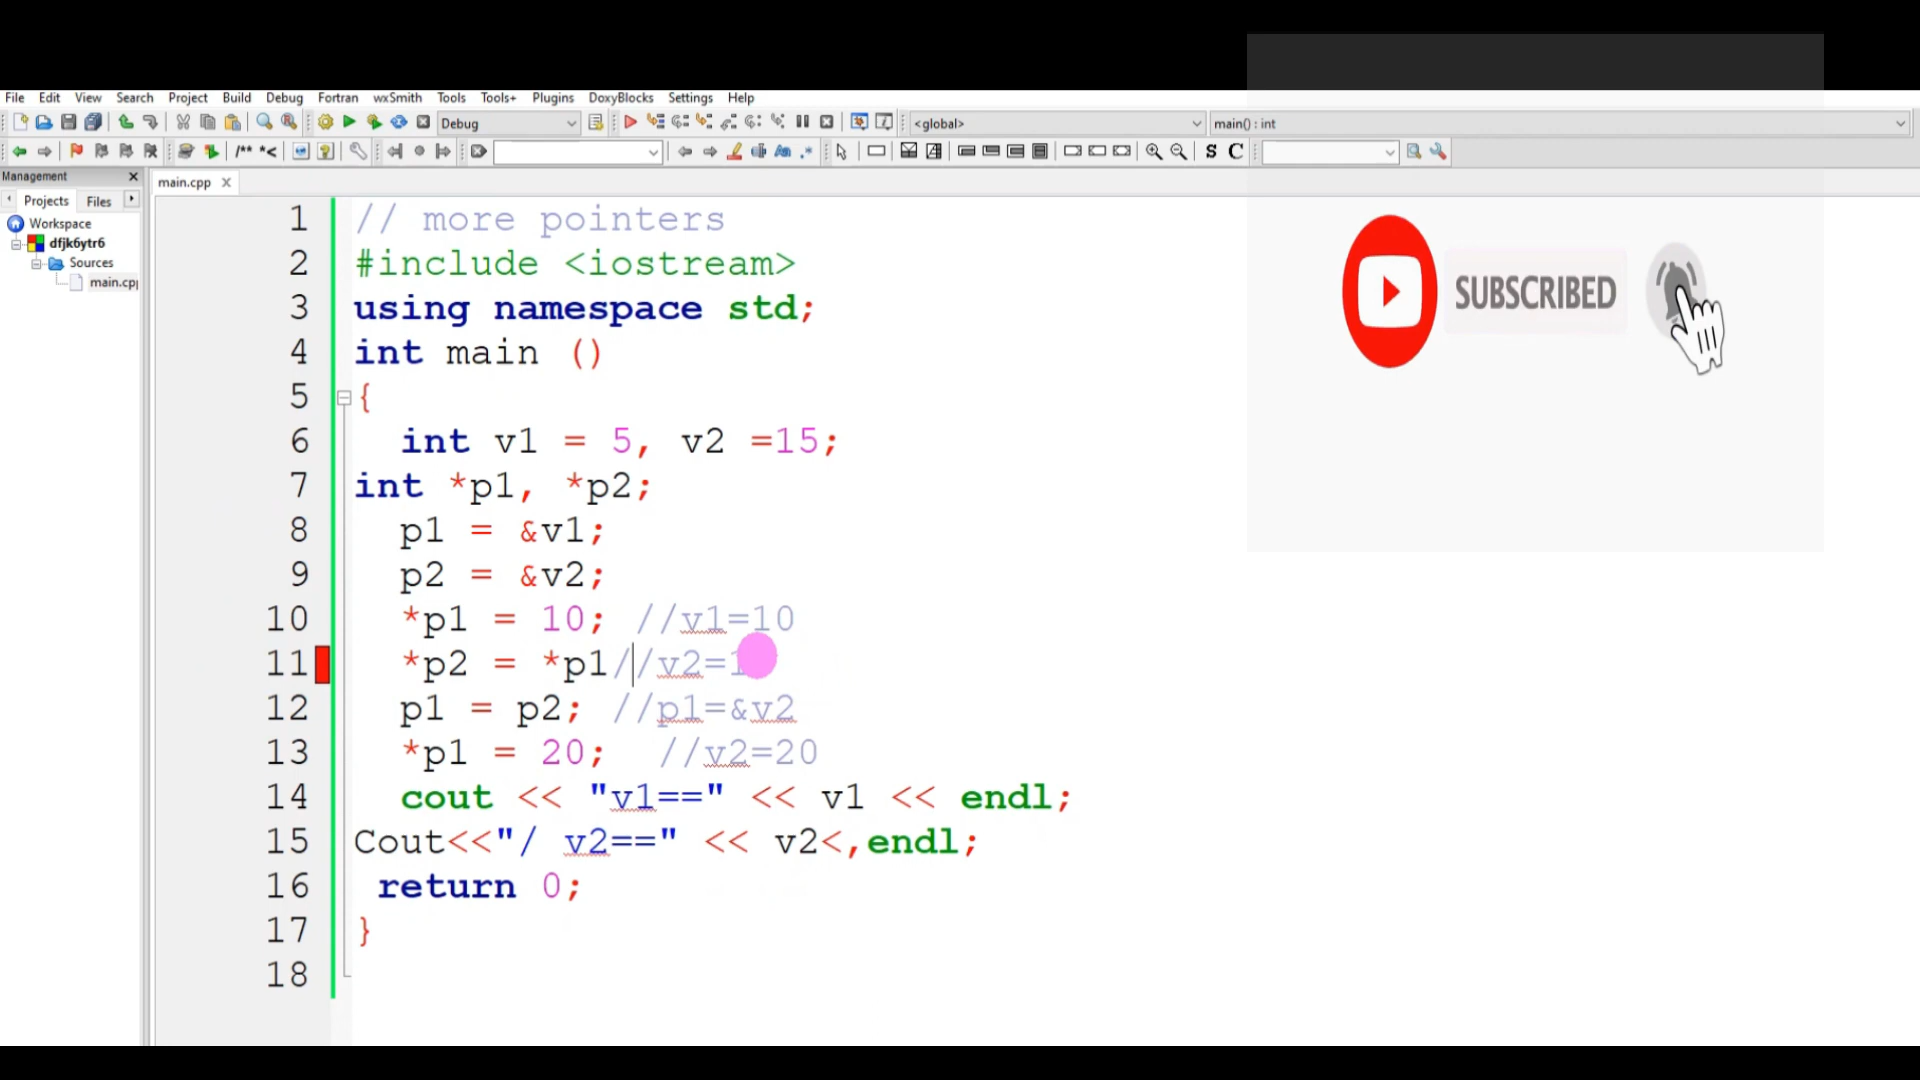 File Edit View Search Project Build Debug Fortran wxSmith Tools Tools+ Plugins DoxyBlocks Settings Help
Debug <global> main() : int
/** *< S C
Management
main.cpp
Projects Files
Workspace
dfjk6ytr6
Sources
main.cp
SUBSCRIBED
1 // more pointers
2 #include <iostream>
3 using namespace std;
4 int main ()
5 {
6 int v1 = 5, v2 =15;
7 int *p1, *p2;
8 p1 = &v1;
9 p2 = &v2;
10 *p1 = 10; //v1=10
11 *p2 = *p1//v2=1
12 p1 = p2; //p1=&v2
13 *p1 = 20; //v2=20
14 cout << "v1==" << v1 << endl;
15 Cout<<"/ v2==" << v2<,endl;
16 return 0;
17 }
18